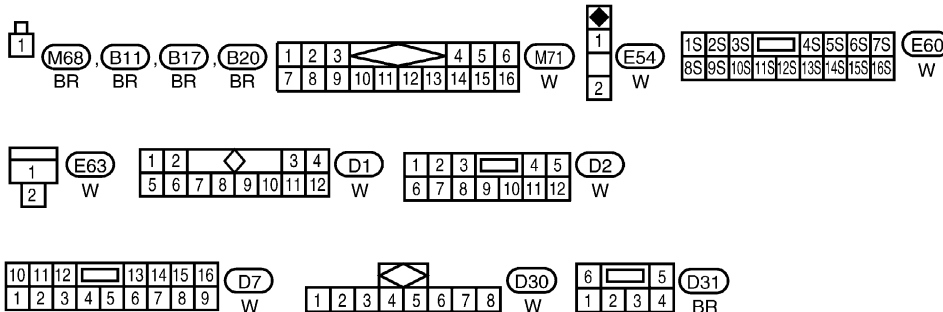 1 M68 , B11 , B17 , B20
BR BR BR BR
1 2 3 4 5 6
7 8 9 10 11 12 13 14 15 16
M71
W
1
2
E54
W
1S 2S 3S 4S 5S 6S 7S
8S 9S 10S 11S 12S 13S 14S 15S 16S
E60
W
1
2
E63
W
1 2 3 4
5 6 7 8 9 10 11 12
D1
W
1 2 3 4 5
6 7 8 9 10 11 12
D2
W
10 11 12 13 14 15 16
1 2 3 4 5 6 7 8 9
D7
W
1 2 3 4 5 6 7 8
D30
W
6 5
1 2 3 4
D31
BR